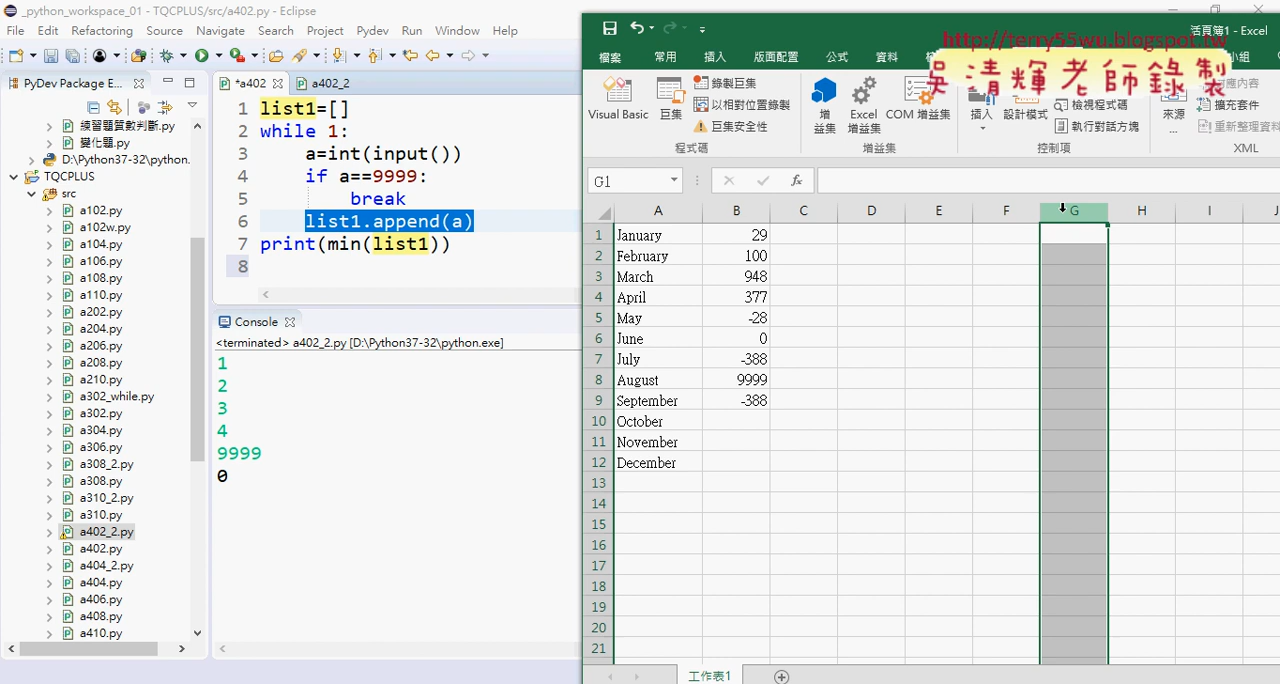 _python_workspace_01 - TQCPLUS/src/a402.py - Eclipse
File Edit Refactoring Source Navigate Search Project Pydev Run Window Help
PyDev Package E...
練習題質數判斷.py
變化題.py
D:\Python37-32\python.
TQCPLUS
src
a102.py
a102w.py
a104.py
a106.py
a108.py
a110.py
a202.py
a204.py
a206.py
a208.py
a210.py
a302_while.py
a302.py
a304.py
a306.py
a308_2.py
a308.py
a310_2.py
a310.py
a402_2.py
a402.py
a404_2.py
a404.py
a406.py
a408.py
a410.py
*a402 a402_2
1 list1=[]
2 while 1:
3 a=int(input())
4 if a==9999:
5 break
6 list1.append(a)
7 print(min(list1))
8
Console
<terminated> a402_2.py [D:\Python37-32\python.exe]
1
2
3
4
9999
0
活頁簿1 - Excel
http://terry55wu.blogspot.tw
吳清輝老師錄製
檔案 常用 插入 版面配置 公式 資料
小組
Visual Basic 巨集 錄製巨集 以相對位置錄製 巨集安全性
程式碼
增益集 Excel 增益集 COM 增益集
增益集
插入 設計模式 檢視程式碼 執行對話方塊
控制項
來源 ... 擴充套件 重新整理資料
XML
G1 fx
A B C D E F G H I J
1 January 29
2 February 100
3 March 948
4 April 377
5 May -28
6 June 0
7 July -388
8 August 9999
9 September -388
10 October
11 November
12 December
13
14
15
16
17
18
19
20
21
工作表1